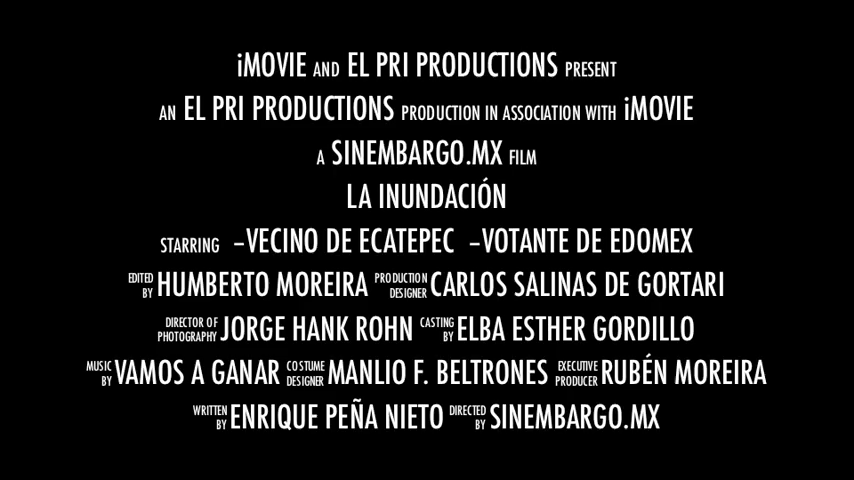 iMOVIE AND EL PRI PRODUCTIONS PRESENT
AN EL PRI PRODUCTIONS PRODUCTION IN ASSOCIATION WITH iMOVIE
A SINEMBARGO.MX FILM
LA INUNDACIÓN
STARRING –VECINO DE ECATEPEC –VOTANTE DE EDOMEX
EDITED BY HUMBERTO MOREIRA PRODUCTION DESIGNER CARLOS SALINAS DE GORTARI
DIRECTOR OF PHOTOGRAPHY JORGE HANK ROHN CASTING BY ELBA ESTHER GORDILLO
MUSIC BY VAMOS A GANAR COSTUME DESIGNER MANLIO F. BELTRONES EXECUTIVE PRODUCER RUBÉN MOREIRA
WRITTEN BY ENRIQUE PEÑA NIETO DIRECTED BY SINEMBARGO.MX